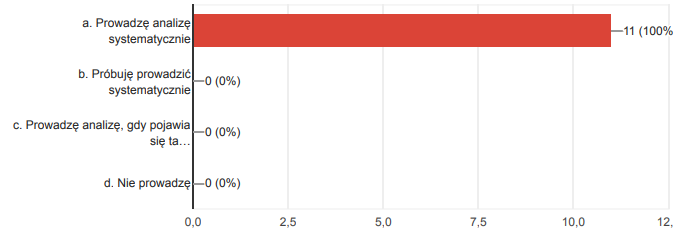 a. Prowadzę analizę
systematycznie
11 (100%
b. Próbuję prowadzić
systematycznie
0 (0%)
c. Prowadzę analizę, gdy pojawia
się ta…
0 (0%)
d. Nie prowadzę
0 (0%)
0,0 2,5 5,0 7,5 10,0 12,